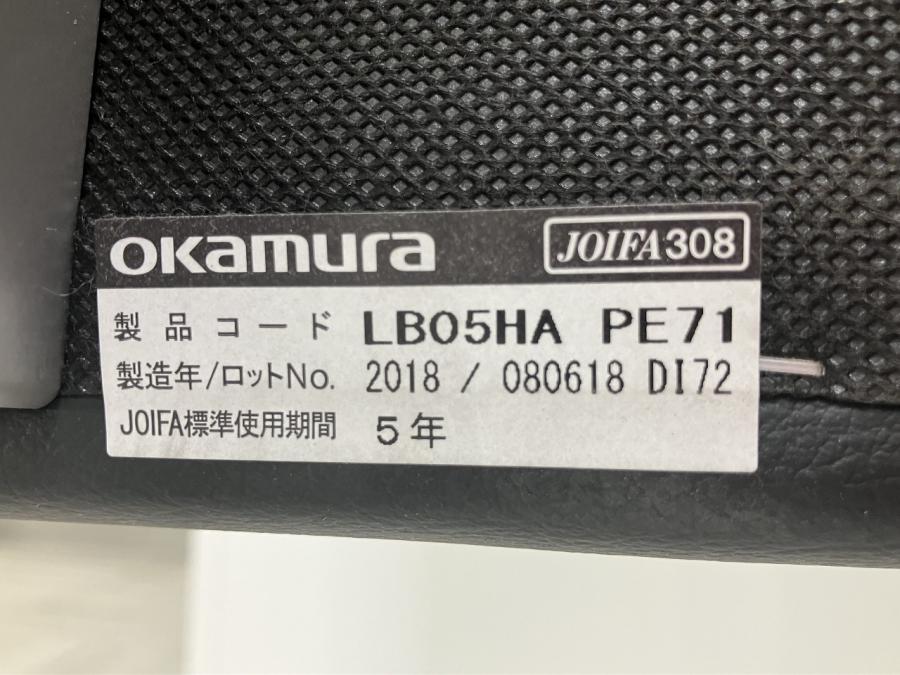 okamura JOIFA308
製品コード LB05HA PE71
製造年/ロットNo. 2018 / 080618 DI72
JOIFA標準使用期間 5年